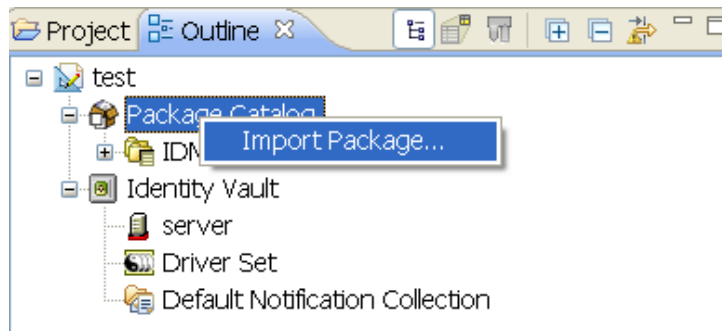 Project Outline
test
Package Catalog
Import Package...
IDM
Identity Vault
server
Driver Set
Default Notification Collection